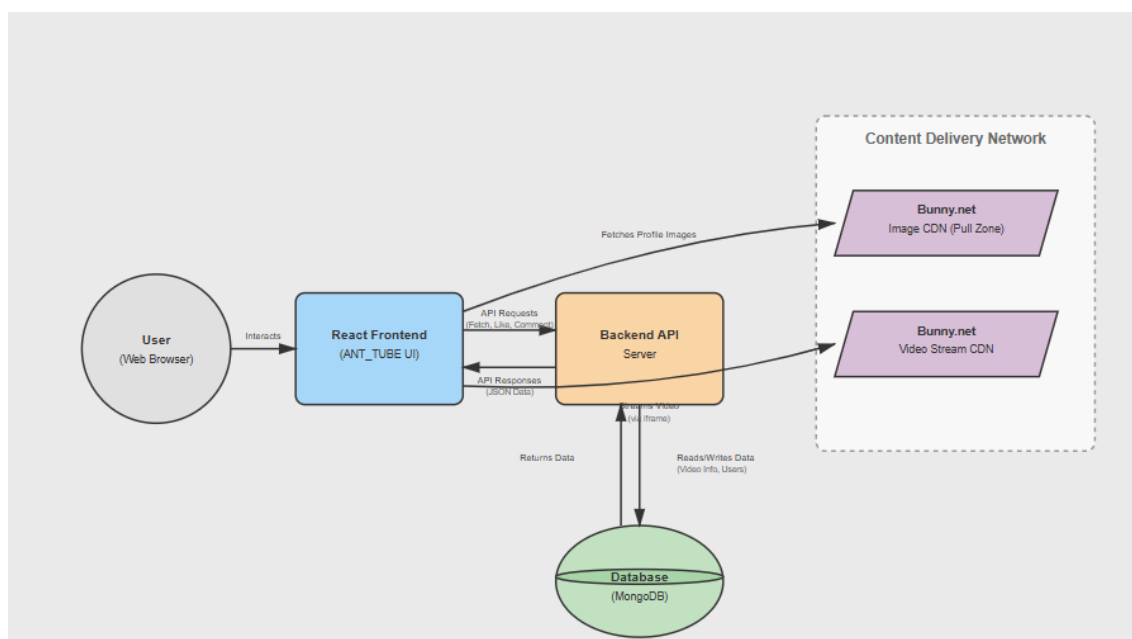 Content Delivery Network
Bunny.net
Image CDN (Pull Zone)
Fetches Profile Images
User
(Web Browser)
Interacts
React Frontend
(ANT_TUBE UI)
API Requests
(Fetch, Like, Comment)
Backend API
Server
Bunny.net
Video Stream CDN
API Responses
(JSON Data)
Streams Video
(via iframe)
Returns Data
Reads/Writes Data
(Video Info, Users)
Database
(MongoDB)